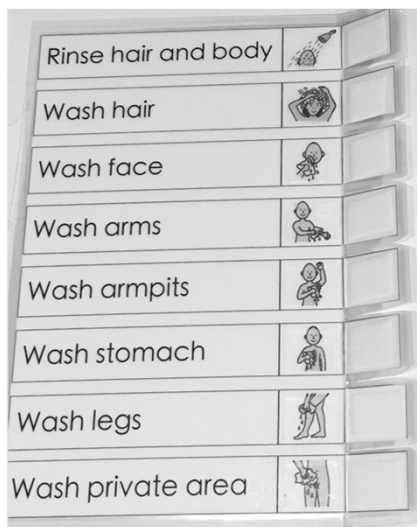 Rinse hair and body
Wash hair
Wash face
Wash arms
Wash armpits
Wash stomach
Wash legs
Wash private area